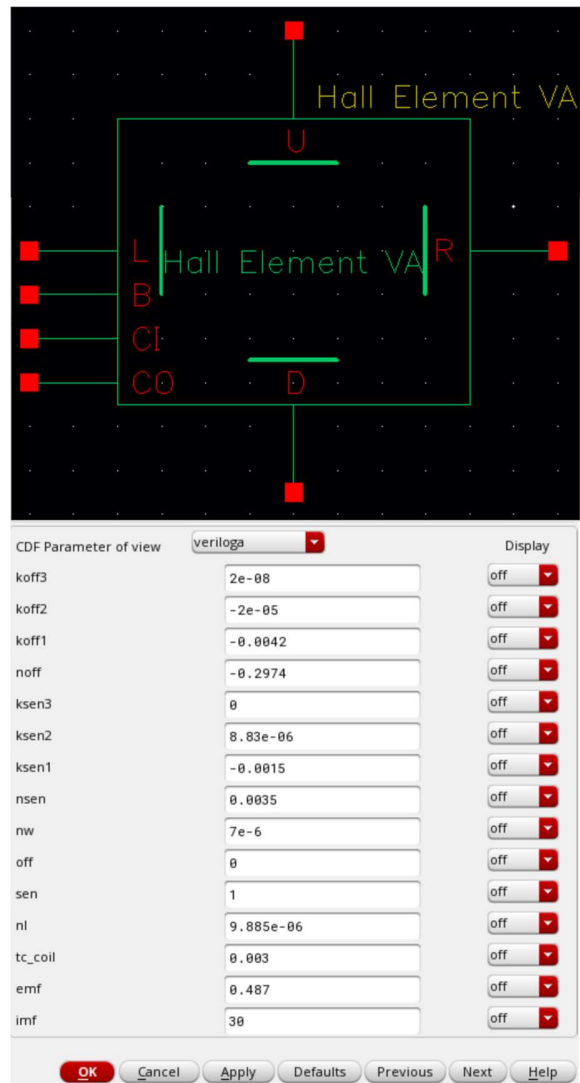 Hall Element VA
U
L Hall Element VA R
B
CI
CO D
CDF Parameter of view veriloga Display
koff3 2e-08 off
koff2 -2e-05 off
koff1 -0.0042 off
noff -0.2974 off
ksen3 0 off
ksen2 8.83e-06 off
ksen1 -0.0015 off
nsen 0.0035 off
nw 7e-6 off
off 0 off
sen 1 off
nl 9.885e-06 off
tc_coil 0.003 off
emf 0.487 off
imf 30 off
OK Cancel Apply Defaults Previous Next Help